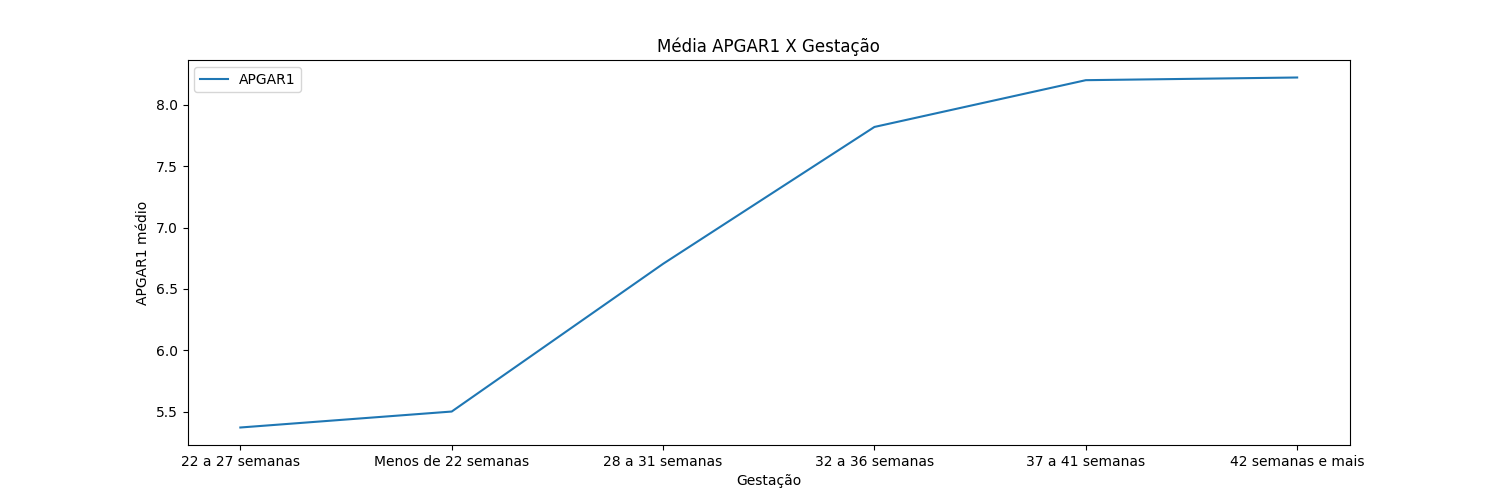 Média APGAR1 X Gestação
APGAR1
8.0
7.5
7.0
6.5
6.0
5.5
APGAR1 médio
22 a 27 semanas
Menos de 22 semanas
28 a 31 semanas
32 a 36 semanas
37 a 41 semanas
42 semanas e mais
Gestação